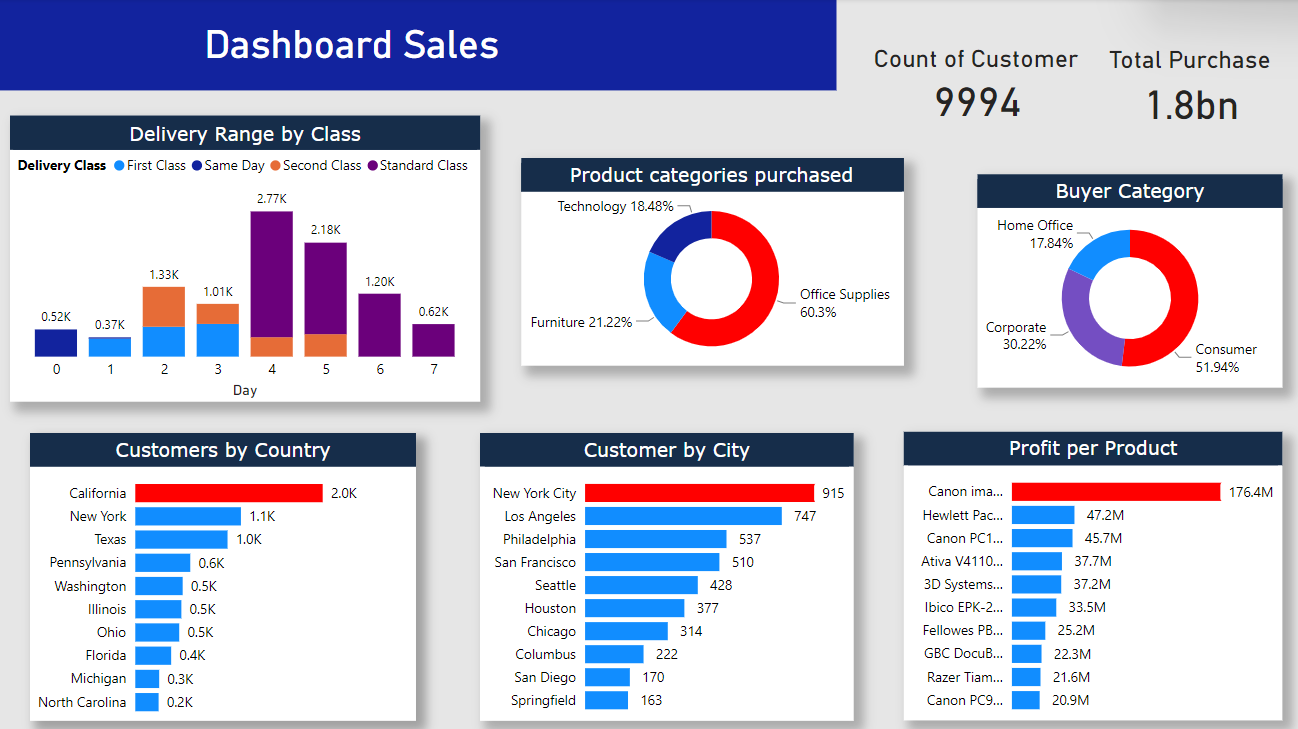 Dashboard Sales
Count of Customer
9994
Total Purchase
1.8bn
Delivery Range by Class
Delivery Class First Class Same Day Second Class Standard Class
0.52K
0.37K
1.33K
1.01K
2.77K
2.18K
1.20K
0.62K
0 1 2 3 4 5 6 7
Day
Product categories purchased
Technology 18.48%
Furniture 21.22%
Office Supplies
60.3%
Buyer Category
Home Office
17.84%
Corporate
30.22%
Consumer
51.94%
Customers by Country
California 2.0K
New York 1.1K
Texas 1.0K
Pennsylvania 0.6K
Washington 0.5K
Illinois 0.5K
Ohio 0.5K
Florida 0.4K
Michigan 0.3K
North Carolina 0.2K
Customer by City
New York City 915
Los Angeles 747
Philadelphia 537
San Francisco 510
Seattle 428
Houston 377
Chicago 314
Columbus 222
San Diego 170
Springfield 163
Profit per Product
Canon ima... 176.4M
Hewlett Pac... 47.2M
Canon PC1... 45.7M
Ativa V4110... 37.7M
3D Systems... 37.2M
Ibico EPK-2... 33.5M
Fellowes PB... 25.2M
GBC DocuB... 22.3M
Razer Tiam... 21.6M
Canon PC9... 20.9M